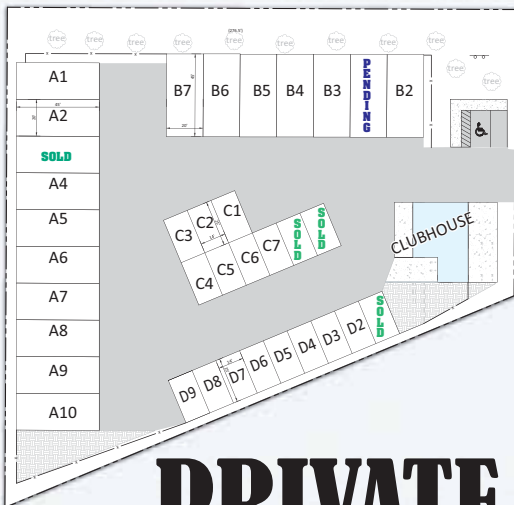 tree
tree
tree
tree
tree
tree
tree
tree
tree
A1
A2
SOLD
A4
A5
A6
A7
A8
A9
A10
B7
B6
B5
B4
B3
PENDING
B2
C3
C2
C1
C4
C5
C6
C7
SOLD
SOLD
CLUBHOUSE
D9
D8
D7
D6
D5
D4
D3
D2
SOLD
PRIVATE